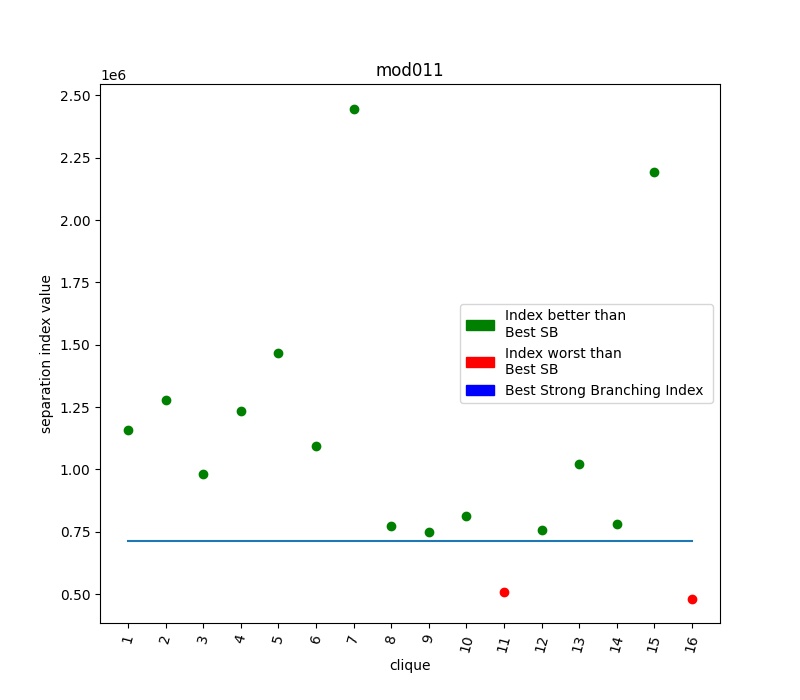 mod011
1e6
2.50
2.25
2.00
1.75
1.50
1.25
1.00
0.75
0.50
separation index value
Index better than
Best SB
Index worst than
Best SB
Best Strong Branching Index
1 2 3 4 5 6 7 8 9 10 11 12 13 14 15 16
clique